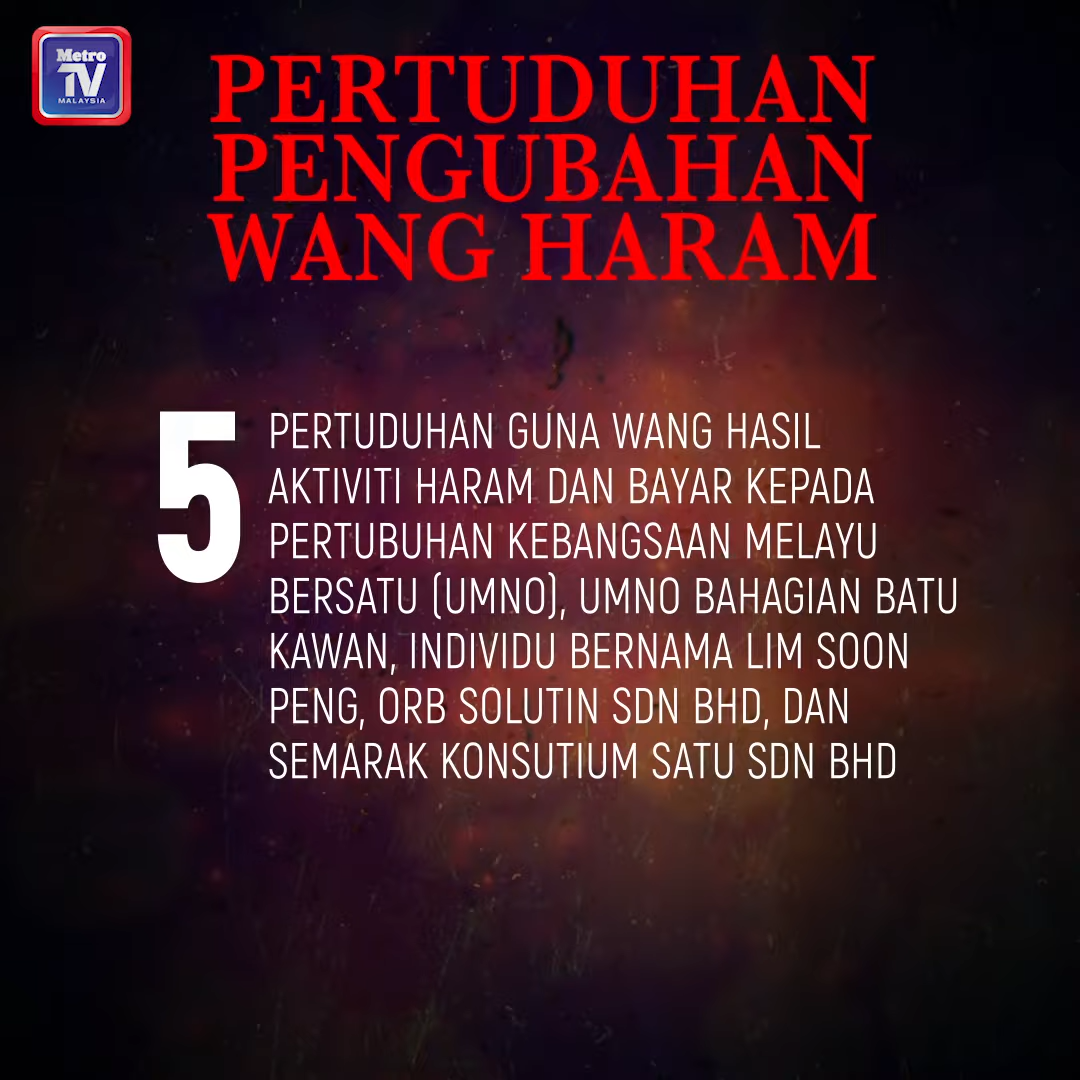 Metro
TV
MALAYSIA
PERTUDUHAN
PENGUBAHAN
WANG HARAM
5
PERTUDUHAN GUNA WANG HASIL
AKTIVITI HARAM DAN BAYAR KEPADA
PERTUBUHAN KEBANGSAAN MELAYU
BERSATU (UMNO), UMNO BAHAGIAN BATU
KAWAN, INDIVIDU BERNAMA LIM SOON
PENG, ORB SOLUTIN SDN BHD, DAN
SEMARAK KONSUTIUM SATU SDN BHD